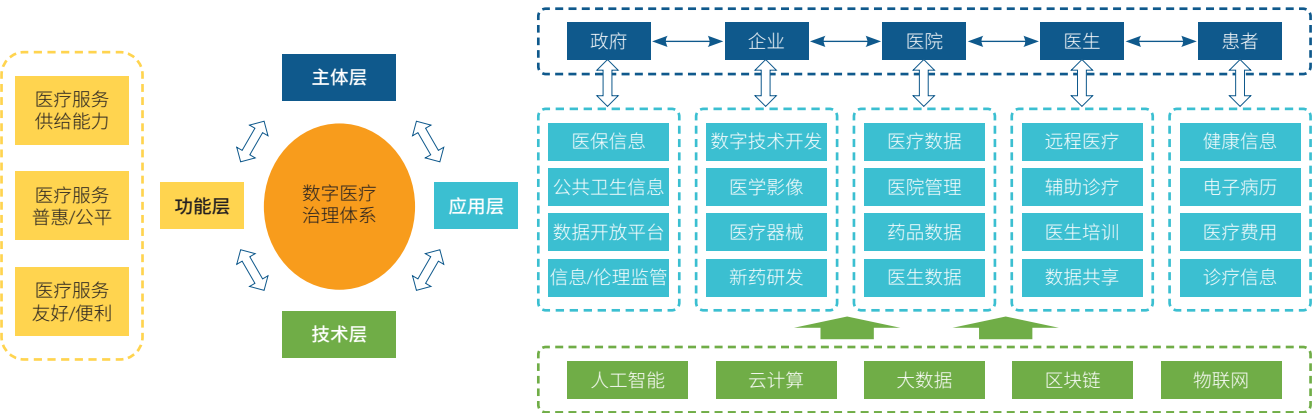 医疗服务
供给能力
医疗服务
普惠/公平
医疗服务
友好/便利
主体层
功能层
数字医疗
治理体系
应用层
技术层
政府
企业
医院
医生
患者
医保信息
公共卫生信息
数据开放平台
信息/伦理监管
数字技术开发
医学影像
医疗器械
新药研发
医疗数据
医院管理
药品数据
医生数据
远程医疗
辅助诊疗
医生培训
数据共享
健康信息
电子病历
医疗费用
诊疗信息
人工智能
云计算
大数据
区块链
物联网